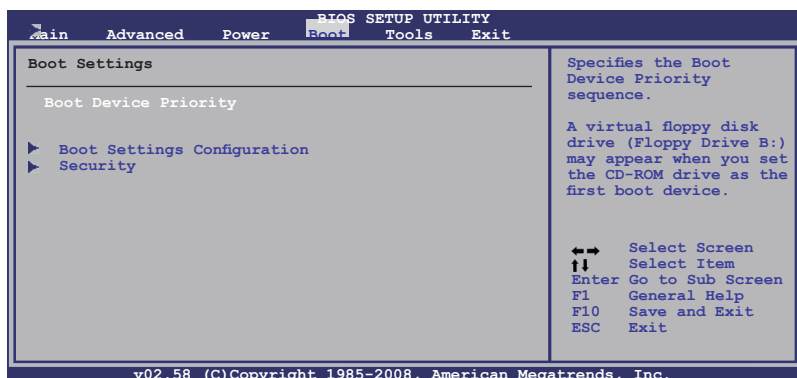 BIOS SETUP UTILITY
Main Advanced Power Boot Tools Exit
Boot Settings
Boot Device Priority
Boot Settings Configuration
Security
Specifies the Boot
Device Priority
sequence.
A virtual floppy disk
drive (Floppy Drive B:)
may appear when you set
the CD-ROM drive as the
first boot device.
←→ Select Screen
↑↓ Select Item
Enter Go to Sub Screen
F1 General Help
F10 Save and Exit
ESC Exit
v02.58 (C)Copyright 1985-2008, American Megatrends, Inc.